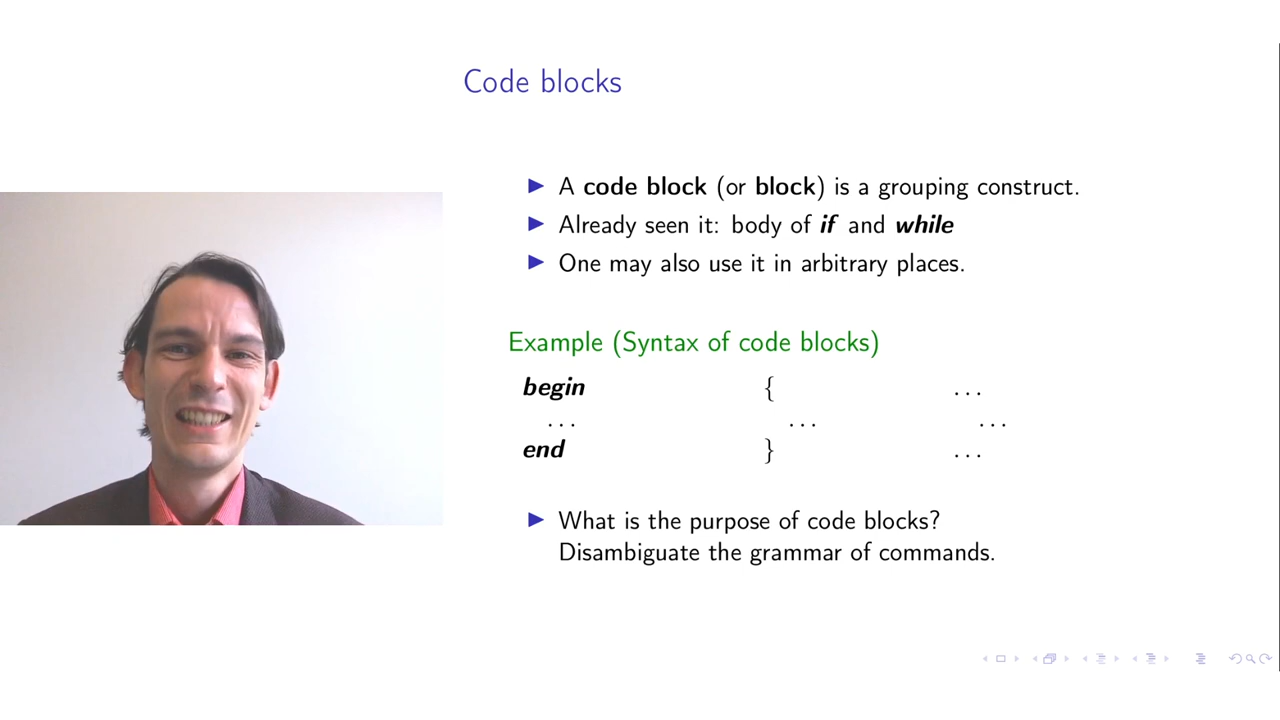 Code blocks
▶ A code block (or block) is a grouping construct.
▶ Already seen it: body of if and while
▶ One may also use it in arbitrary places.
Example (Syntax of code blocks)
begin { ...
... ... ...
end } ...
▶ What is the purpose of code blocks?
Disambiguate the grammar of commands.